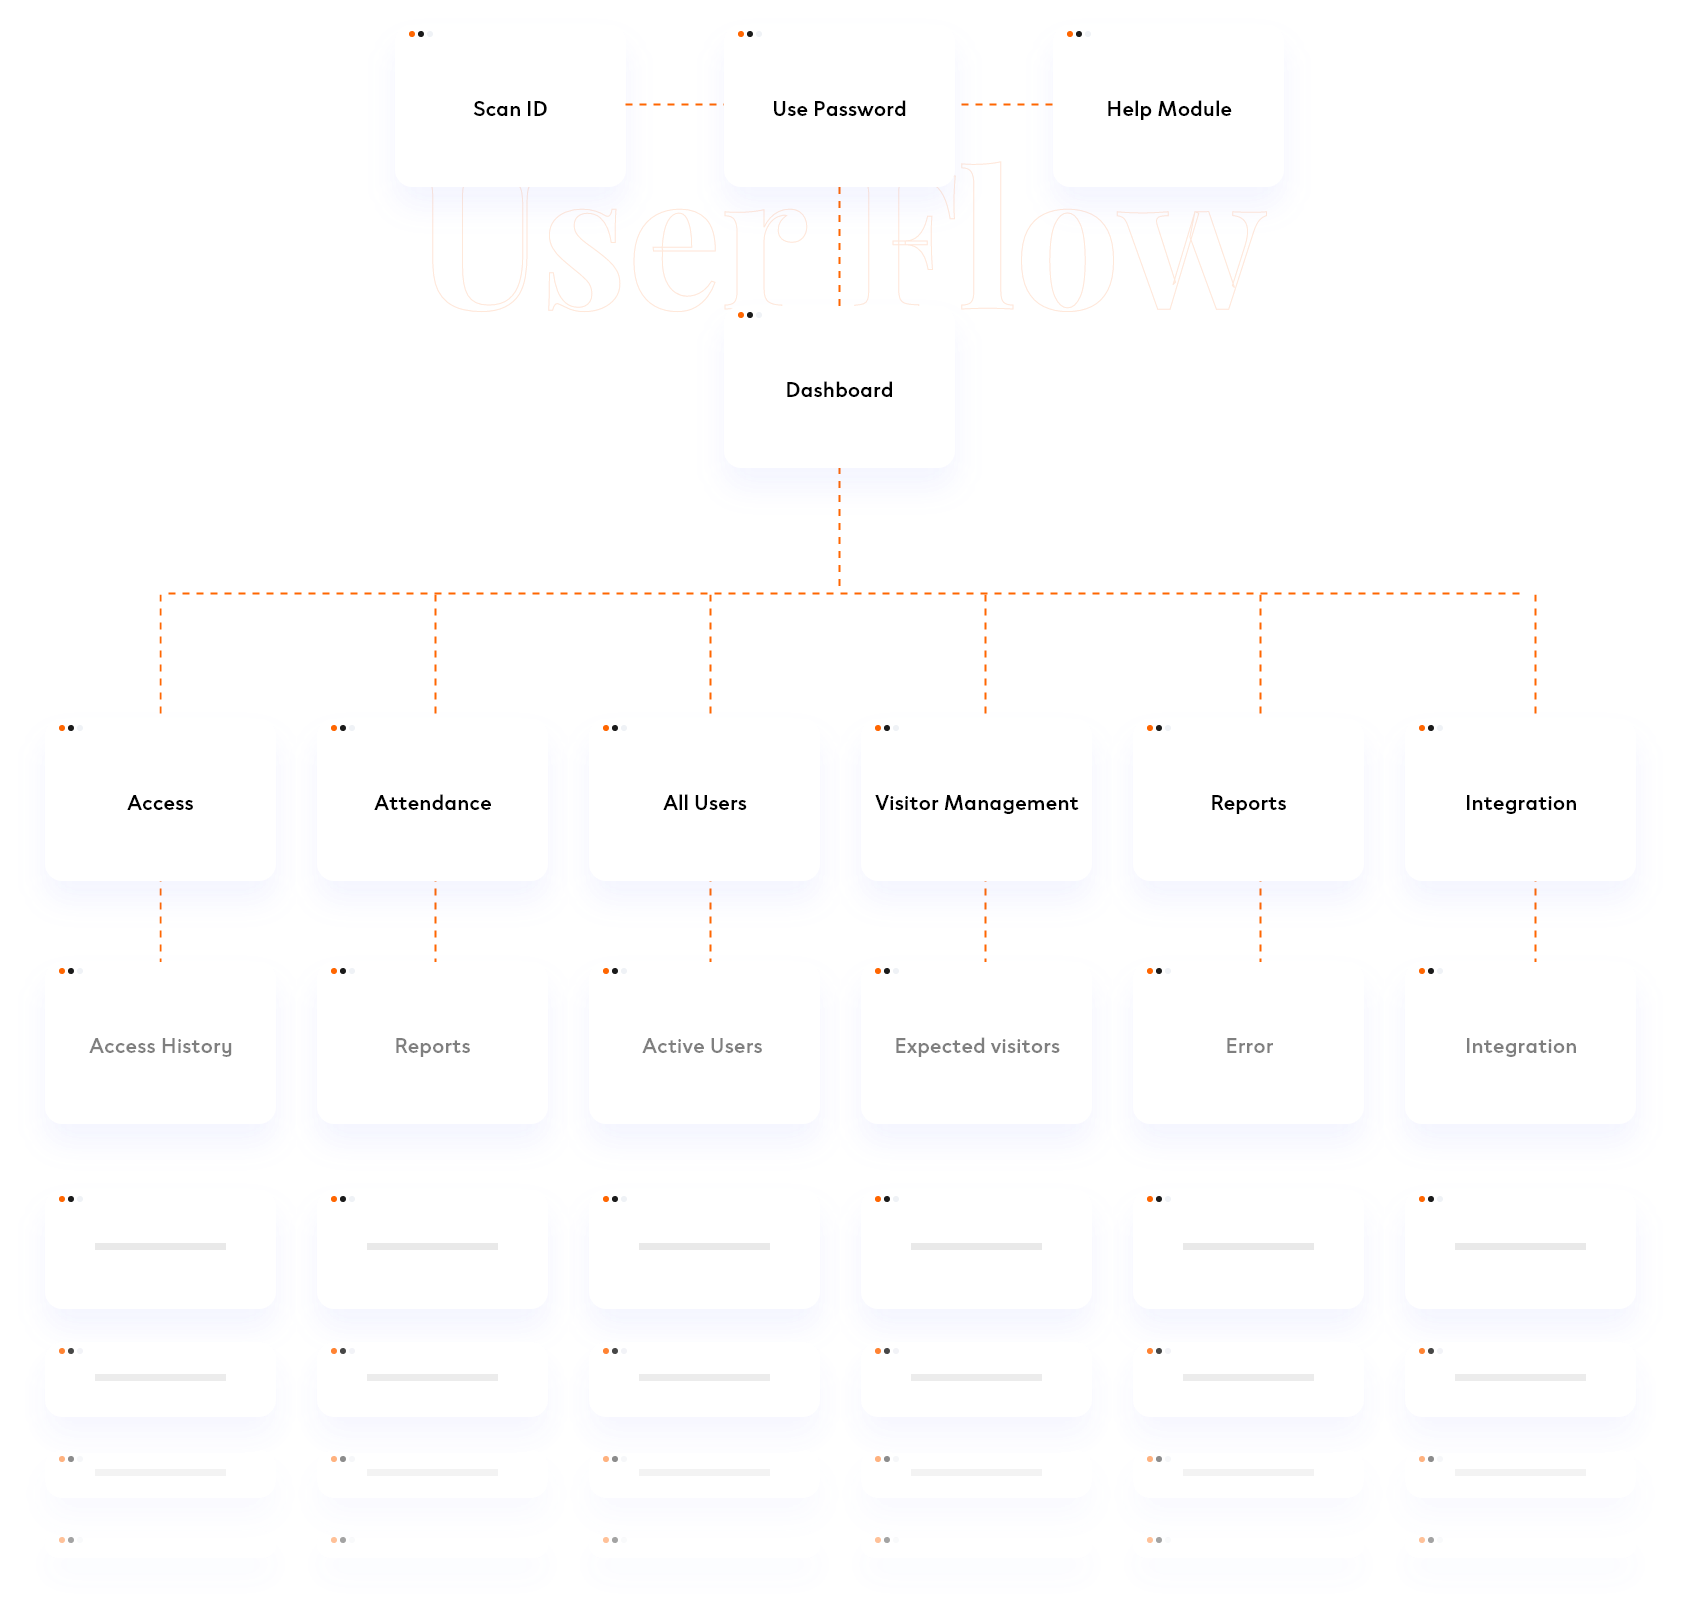 Scan ID
Use Password
Help Module
User Flow
Dashboard
Access
Attendance
All Users
Visitor Management
Reports
Integration
Access History
Reports
Active Users
Expected visitors
Error
Integration